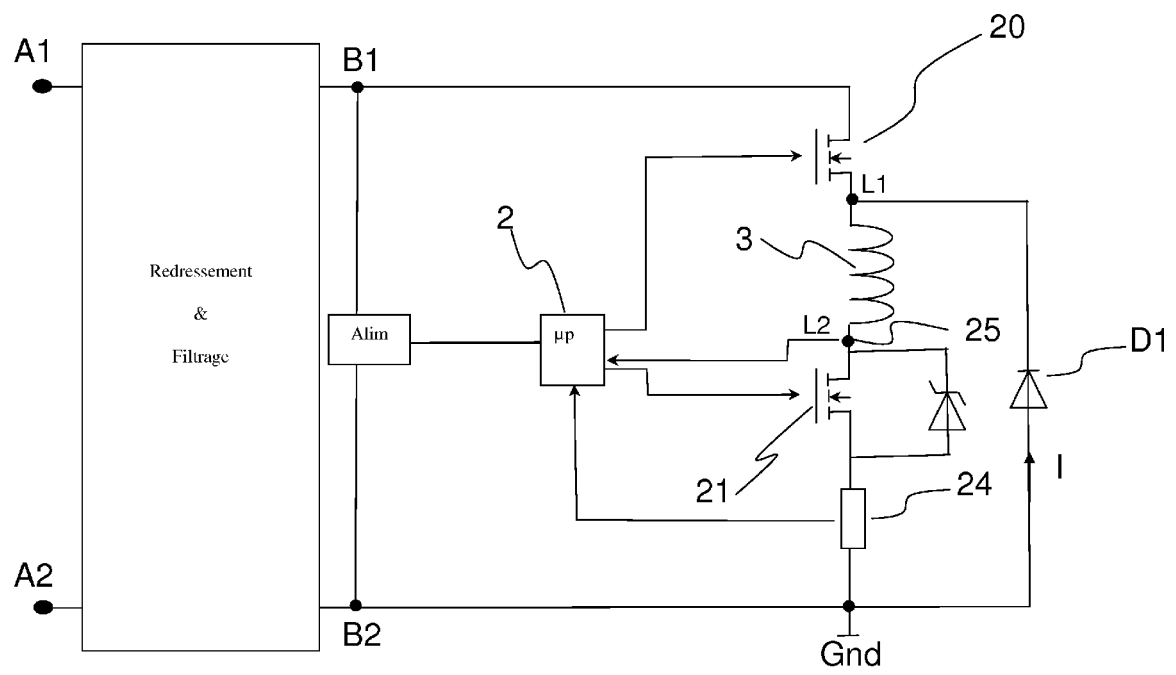 20
A1
B1
L1
2
3
Redressement
&
Filtrage
Alim
µp
L2
25
D1
21
24
I
A2
B2
Gnd